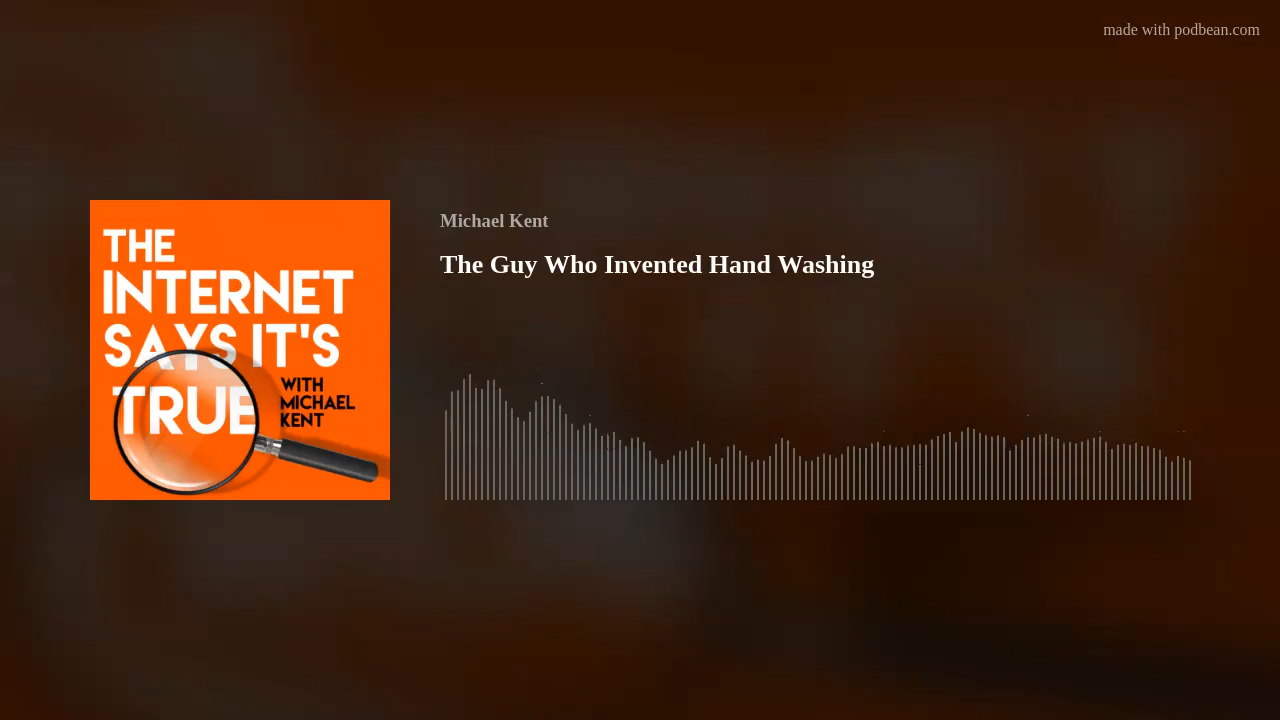 made with podbean.com
THE
INTERNET
SAYS IT'S
TRUE
WITH
MICHAEL
KENT
Michael Kent
The Guy Who Invented Hand Washing